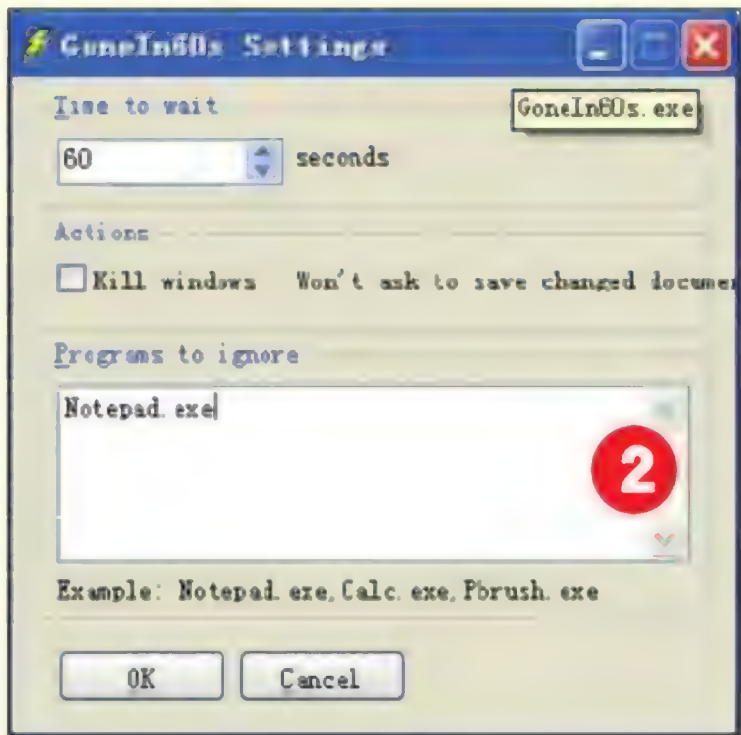 GoneIn60s Settings
Time to wait
GoneIn60s.exe
60 seconds
Actions
Kill windows Won't ask to save changed documen
Programs to ignore
Notepad.exe
2
Example: Notepad.exe,Calc.exe,Pbrush.exe
OK Cancel